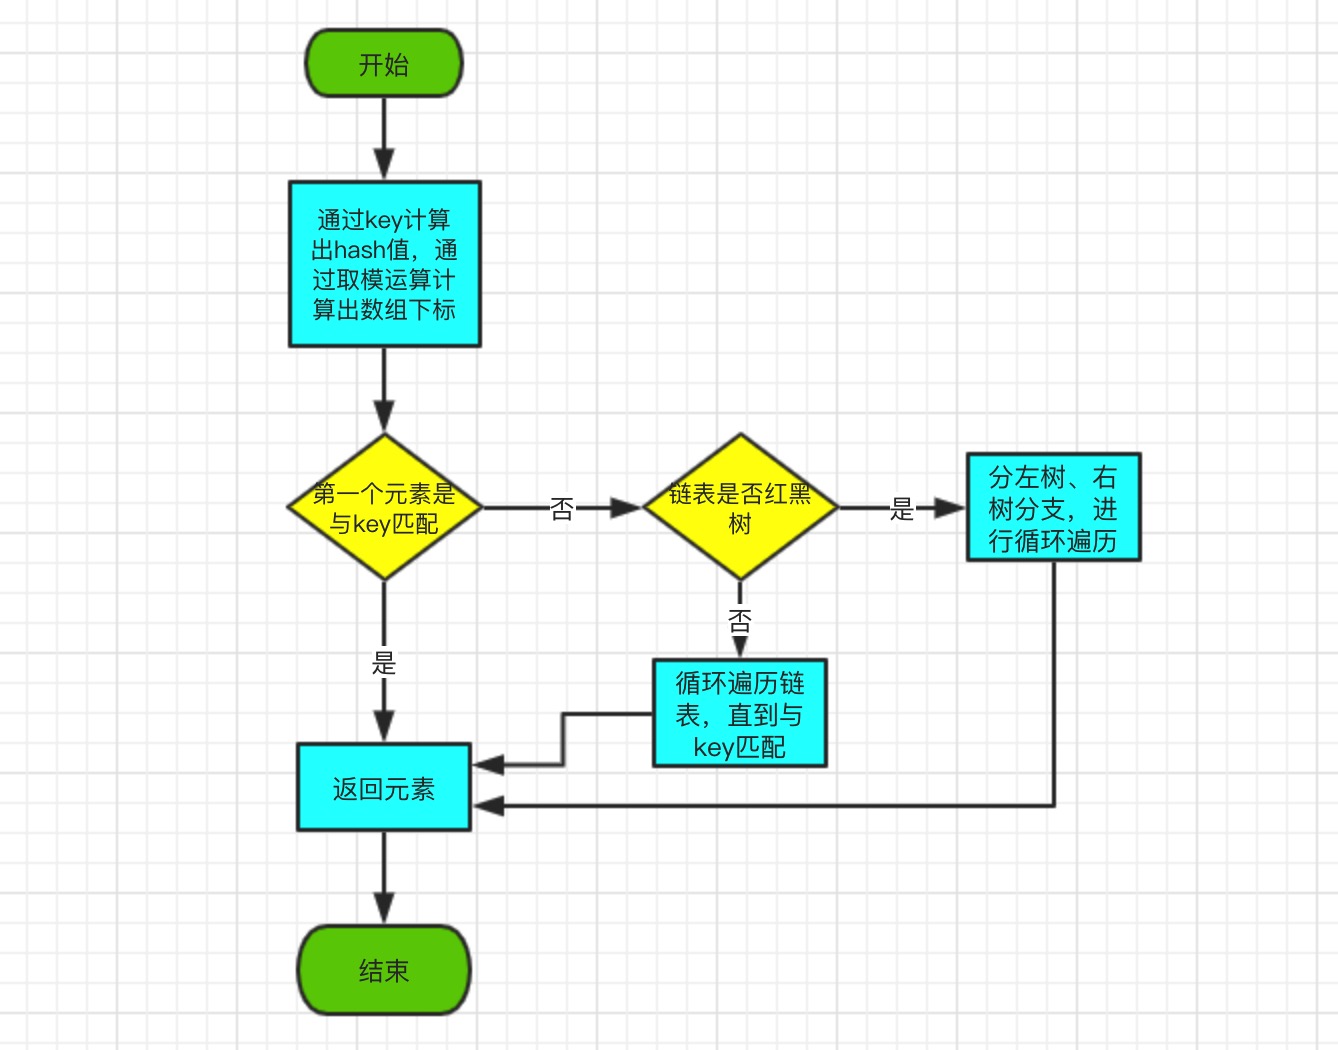 开始
通过key计算
出hash值，通
过取模运算计
算出数组下标
第一个元素是
与key匹配
否
链表是否红黑
树
是
分左树、右
树分支，进
行循环遍历
否
循环遍历链
表，直到与
key匹配
是
返回元素
结束